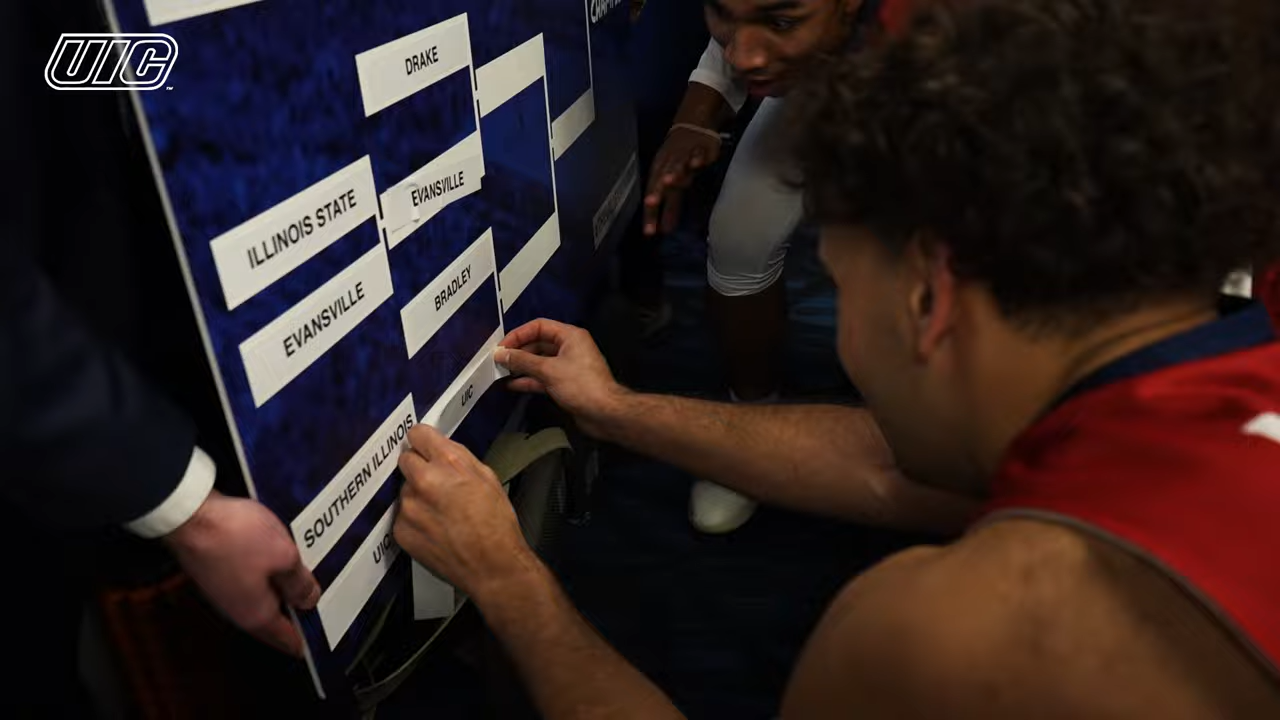 UIC
DRAKE
EVANSVILLE
ILLINOIS STATE
EVANSVILLE
BRADLEY
UIC
SOUTHERN ILLINOIS
UIC